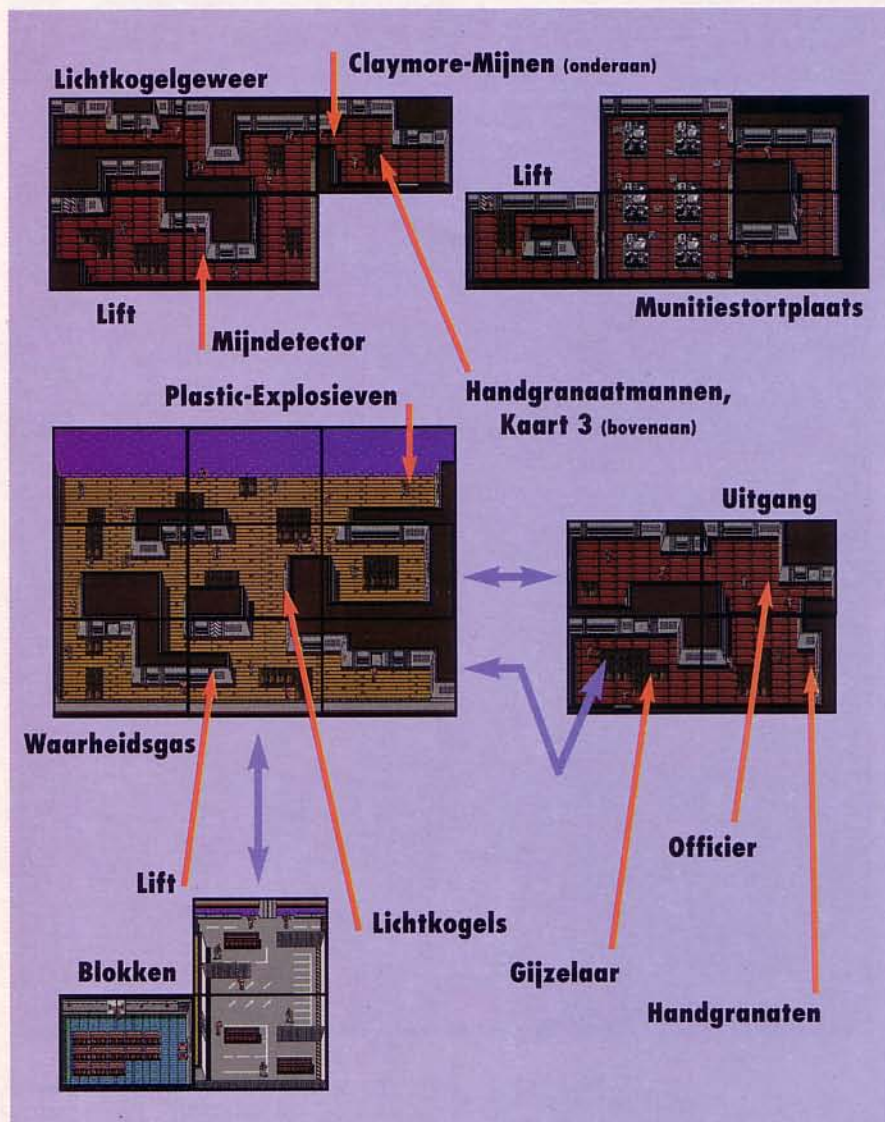 Claymore-Mijnen (onderaan)
Lichtkogelgeweer
Lift
Lift
Munitiestortplaats
Mijndetector
Plastic-Explosieven
Handgranaatmannen,
Kaart 3 (bovenaan)
Uitgang
Waarheidsgas
Officier
Lift
Lichtkogels
Gijzelaar
Blokken
Handgranaten